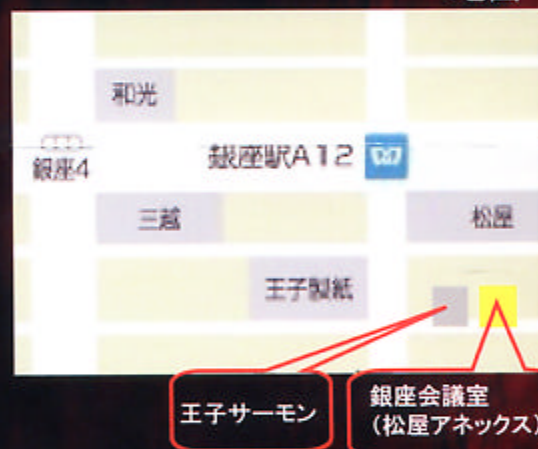 和光
銀座4
銀座駅A12
三越
松屋
王子製紙
王子サーモン
銀座会議室
(松屋アネックス)